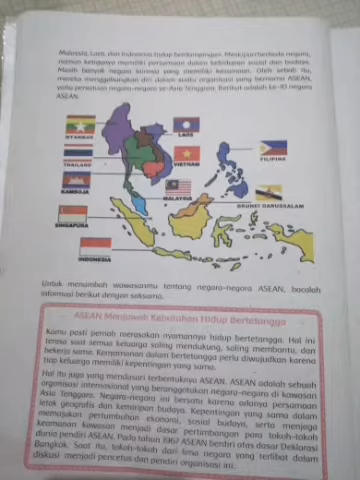 Malaysia, Laos, dan Indonesia hidup berdampingan. Meskipun berbeda negara,
namun ketiganya memiliki persamaan dalam kehidupan sosial dan budaya.
Masih banyak negara lainnya yang memiliki kesamaan. Oleh sebab itu,
mereka menggabungkan diri dalam suatu organisasi yang bernama ASEAN,
yaitu persatuan negara-negara se-Asia Tenggara. Berikut adalah ke-10 negara
ASEAN.
MYANMAR
LAOS
THAILAND
VIETNAM
FILIPINA
KAMBOJA
MALAYSIA
BRUNEI DARUSSALAM
SINGAPURA
INDONESIA
Untuk menambah wawasanmu tentang negara-negara ASEAN, bacalah
informasi berikut dengan saksama.
ASEAN Menjawab Kebutuhan Hidup Bertetangga
Kamu pasti pernah merasakan nyamannya hidup bertetangga. Hal ini
terasa saat semua keluarga saling mendukung, saling membantu, dan
bekerja sama. Kenyamanan dalam bertetangga perlu diwujudkan karena
tiap keluarga memiliki kepentingan yang sama.
Hal itu juga yang mendasari terbentuknya ASEAN. ASEAN adalah sebuah
organisasi internasional yang beranggotakan negara-negara di kawasan
Asia Tenggara. Negara-negara ini bersatu karena adanya persamaan
letak geografis dan kemiripan budaya. Kepentingan yang sama dalam
memajukan pertumbuhan ekonomi, sosial budaya, serta menjaga
keamanan kawasan menjadi dasar pertimbangan para tokoh-tokoh
dunia pendiri ASEAN. Pada tahun 1967 ASEAN berdiri atas dasar Deklarasi
Bangkok. Saat itu, tokoh-tokoh dari lima negara yang terlibat dalam
diskusi menjadi pencetus dan pendiri organisasi ini.